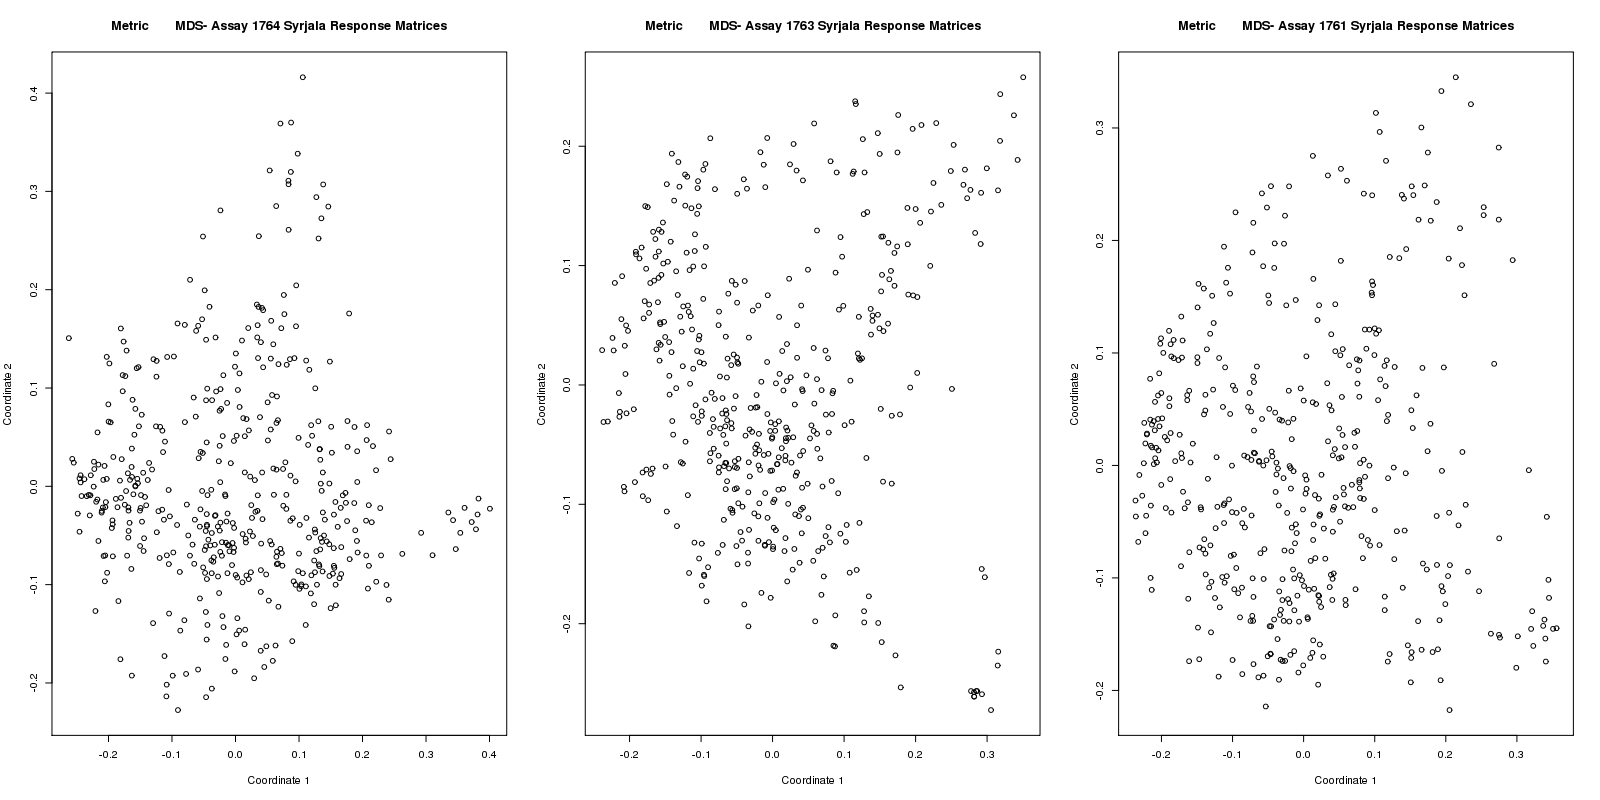 Metric MDS- Assay 1764 Syrjala Response Matrices
Coordinate 2
0.4
0.3
0.2
0.1
0.0
-0.1
-0.2
-0.2 -0.1 0.0 0.1 0.2 0.3 0.4
Coordinate 1
Metric MDS- Assay 1763 Syrjala Response Matrices
Coordinate 2
0.2
0.1
0.0
-0.1
-0.2
-0.2 -0.1 0.0 0.1 0.2 0.3
Coordinate 1
Metric MDS- Assay 1761 Syrjala Response Matrices
Coordinate 2
0.3
0.2
0.1
0.0
-0.1
-0.2
-0.2 -0.1 0.0 0.1 0.2 0.3
Coordinate 1